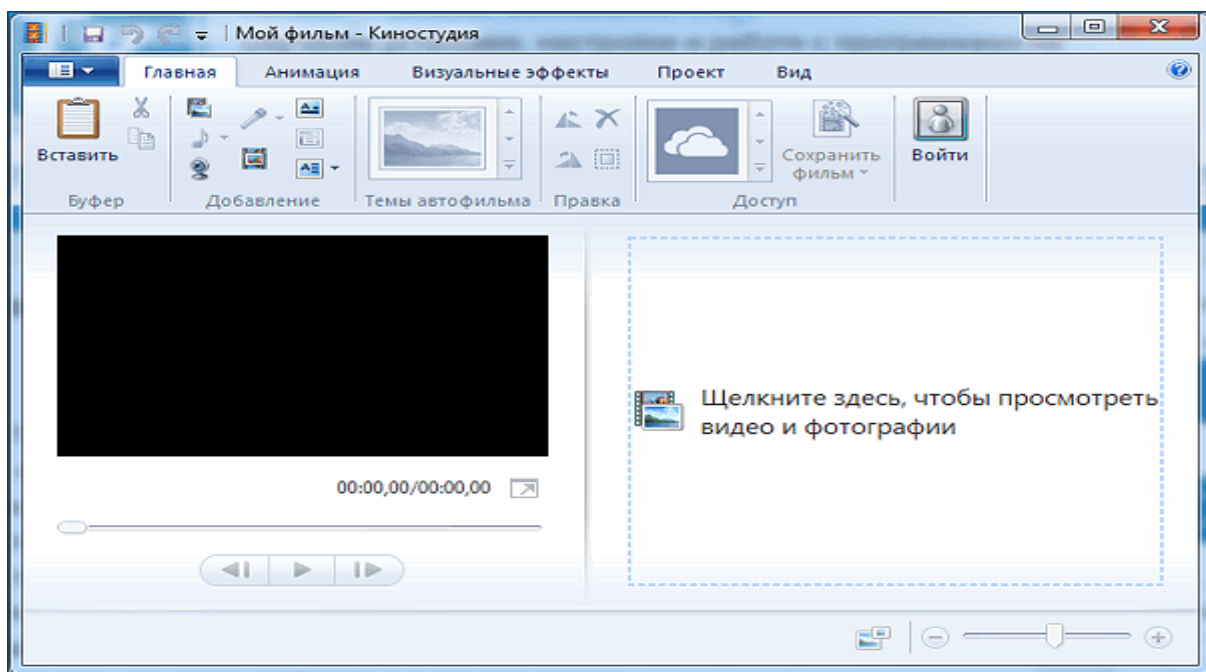 Мой фильм - Киностудия
Главная Анимация Визуальные эффекты Проект Вид
Вставить
Сохранить фильм
Войти
Буфер Добавление Темы автофильма Правка Доступ
Щелкните здесь, чтобы просмотреть
видео и фотографии
00:00,00/00:00,00